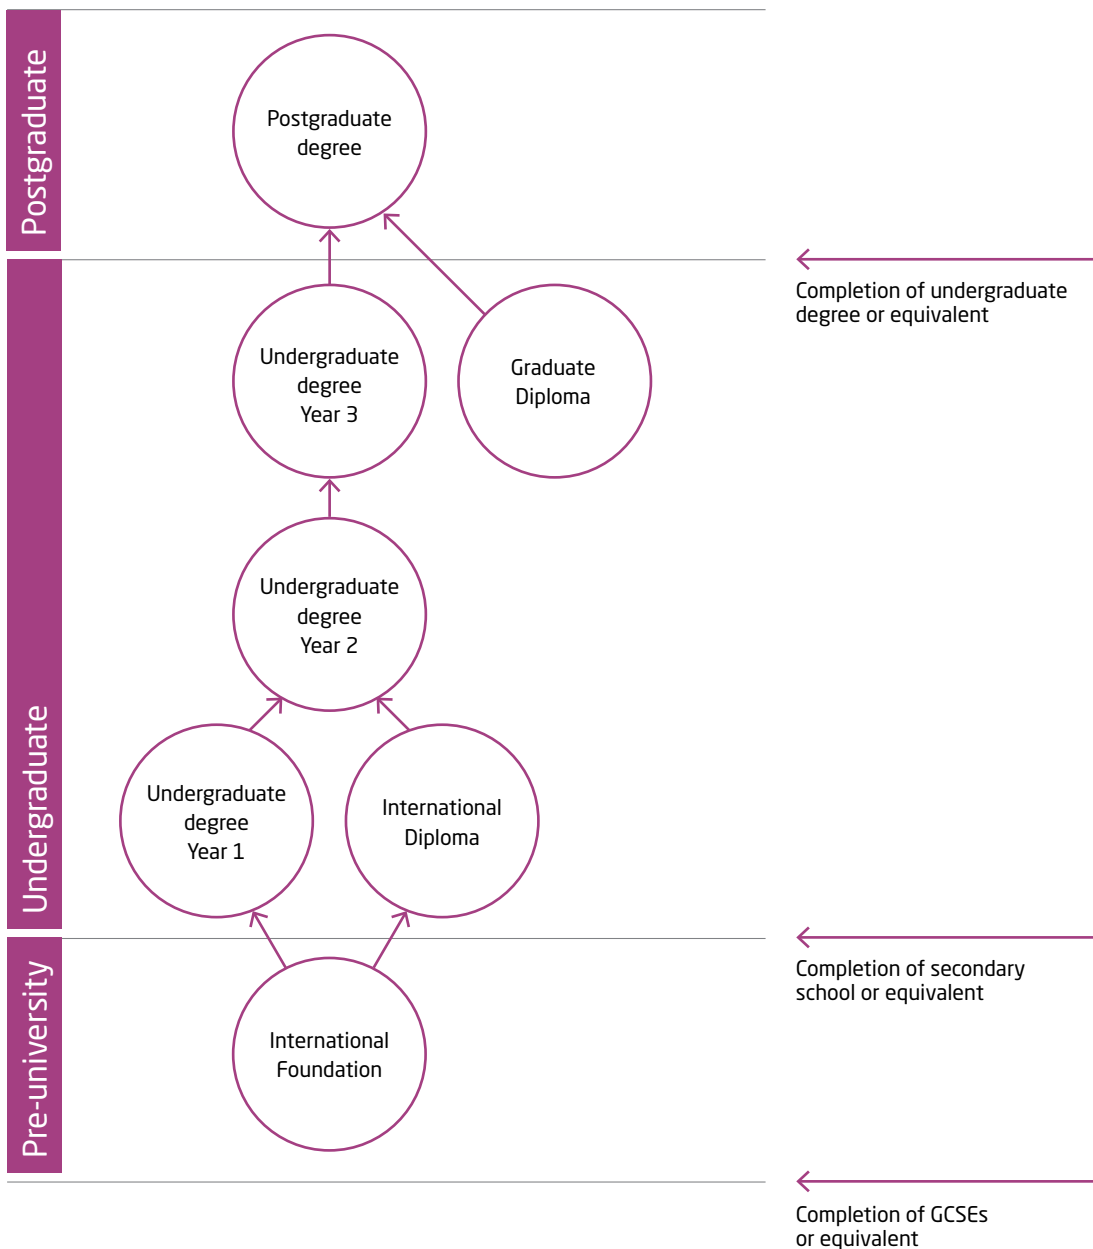 Postgraduate
Postgraduate
degree
Completion of undergraduate
degree or equivalent
Undergraduate
Undergraduate
degree
Year 3
Graduate
Diploma
Undergraduate
degree
Year 2
Undergraduate
degree
Year 1
International
Diploma
Completion of secondary
school or equivalent
Pre-university
International
Foundation
Completion of GCSEs
or equivalent